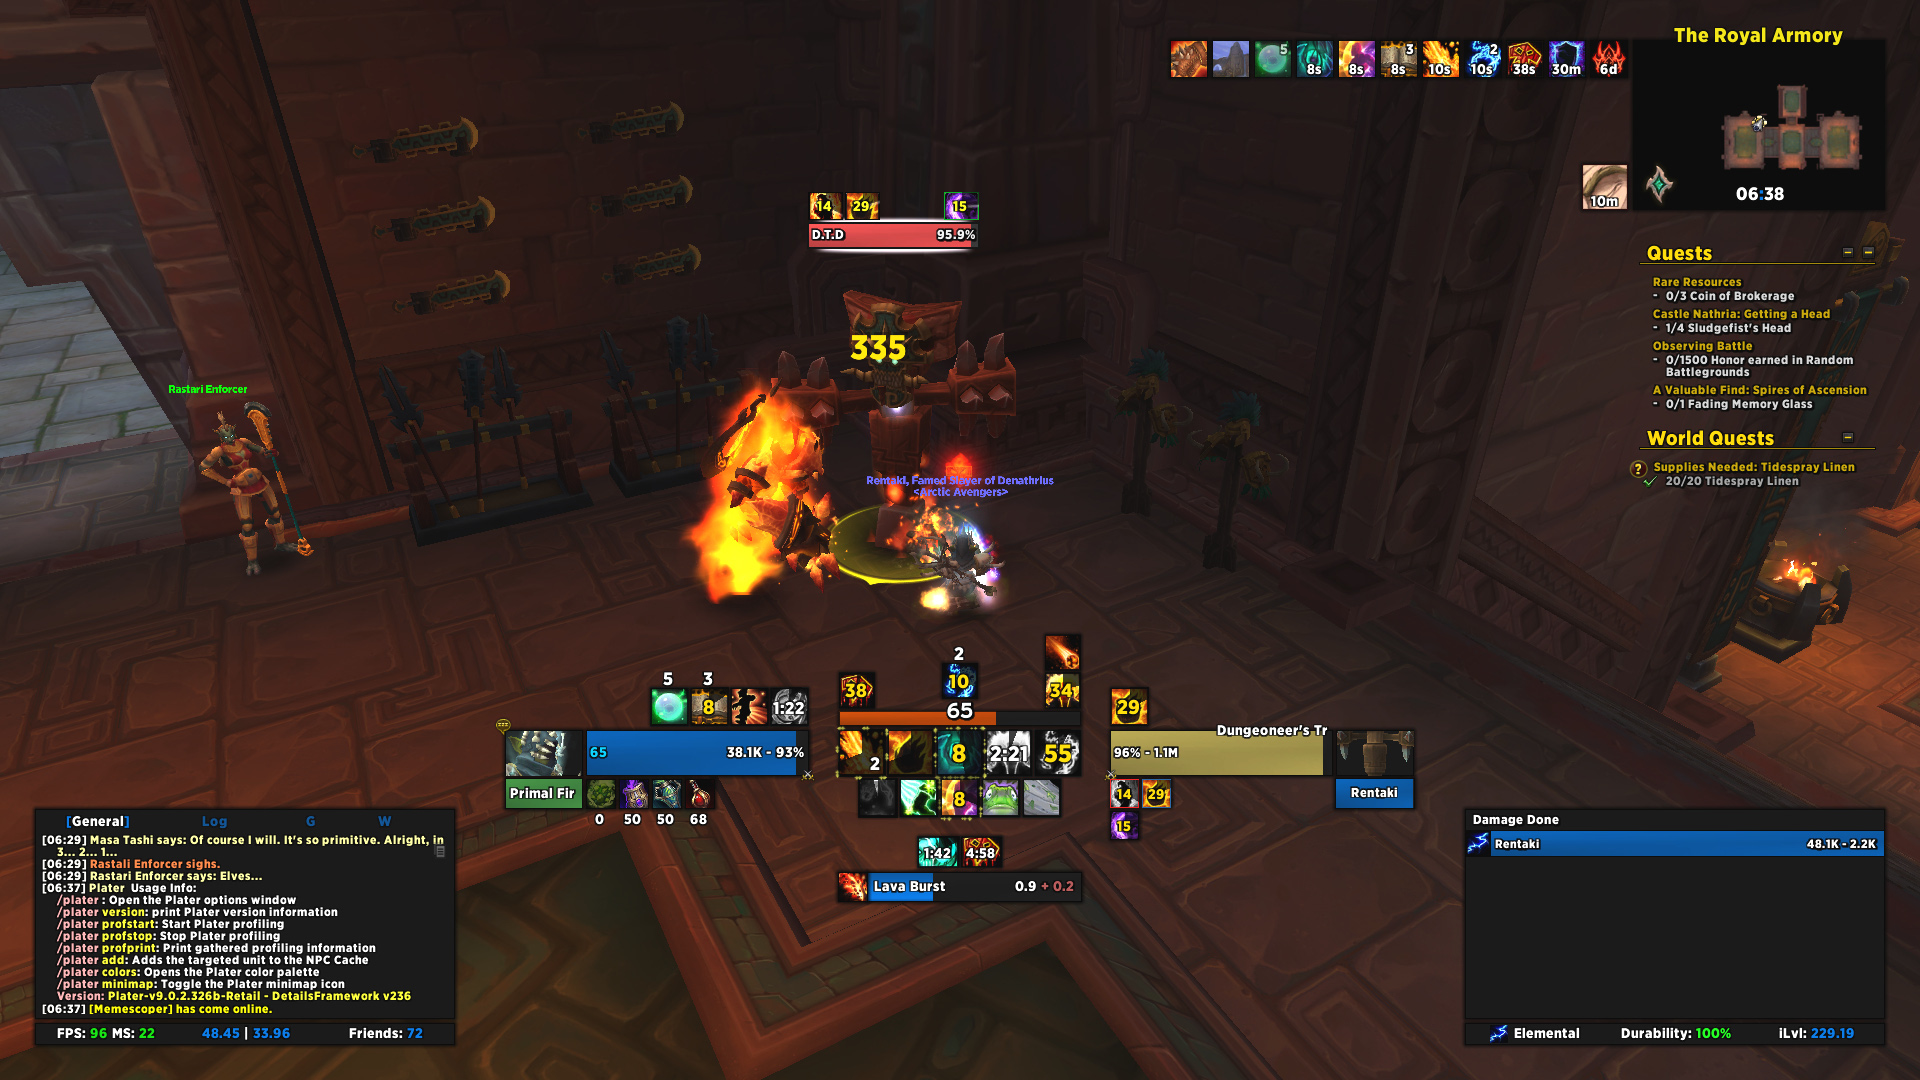 The Royal Armory
5
8s
8s
3
8s
10s
2
10s
38s
30m
6d
10m
06:38
14
29
15
D.T.D
95.9%
335
Rastari Enforcer
Rentaki, Famed Slayer of Denathrius
<Arctic Avengers>
Quests
Rare Resources
- 0/3 Coin of Brokerage
Castle Nathria: Getting a Head
- 1/4 Sludgefist's Head
Observing Battle
- 0/1500 Honor earned in Random
Battlegrounds
A Valuable Find: Spires of Ascension
- 0/1 Fading Memory Glass
World Quests
Supplies Needed: Tidespray Linen
20/20 Tidespray Linen
5
3
8
1:22
38
2
10
34
65
65
38.1K - 93%
Primal Fir
0
50
50
68
2
8
2:21
55
8
1:42
4:58
Lava Burst
0.9 + 0.2
29
Dungeoneer's Tr
96% - 1.1M
14
29
15
Rentaki
[General]
Log
G
W
[06:29] Masa Tashi says: Of course I will. It's so primitive. Alright, in
3... 2... 1...
[06:29] Rastali Enforcer sighs.
[06:29] Rastari Enforcer says: Elves...
[06:37] Plater Usage Info:
/plater : Open the Plater options window
/plater version: print Plater version information
/plater profstart: Start Plater profiling
/plater profstop: Stop Plater profiling
/plater profprint: Print gathered profiling information
/plater add: Adds the targeted unit to the NPC Cache
/plater colors: Opens the Plater color palette
/plater minimap: Toggle the Plater minimap icon
Version: Plater-v9.0.2.326b-Retail - DetailsFramework v236
[06:37] [Memescoper] has come online.
FPS: 96 MS: 22
48.45 | 33.96
Friends: 72
Damage Done
Rentaki
48.1K - 2.2K
Elemental
Durability: 100%
iLvl: 229.19